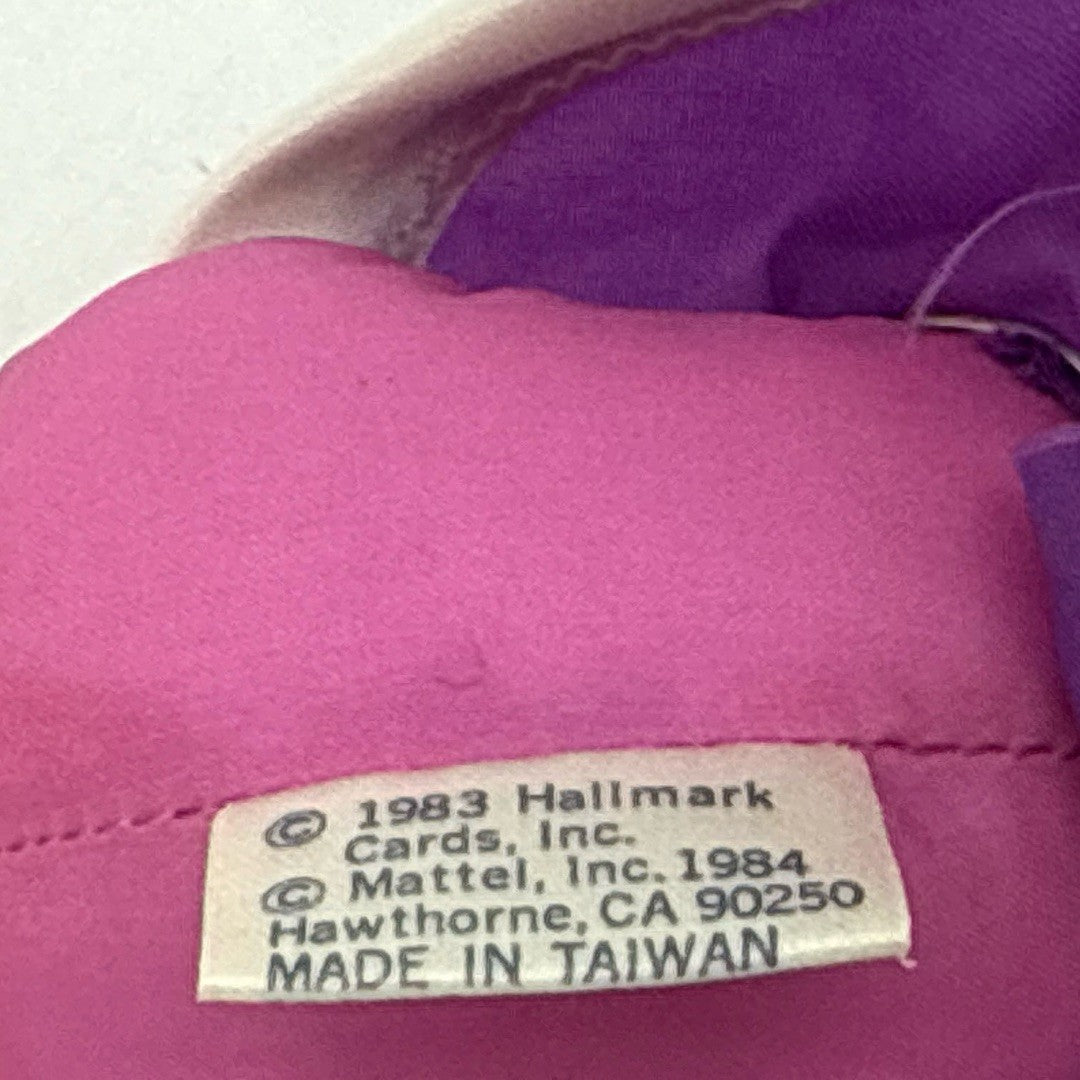 © 1983 Hallmark
Cards, Inc.
© Mattel, Inc. 1984
Hawthorne, CA 90250
MADE IN TAIWAN